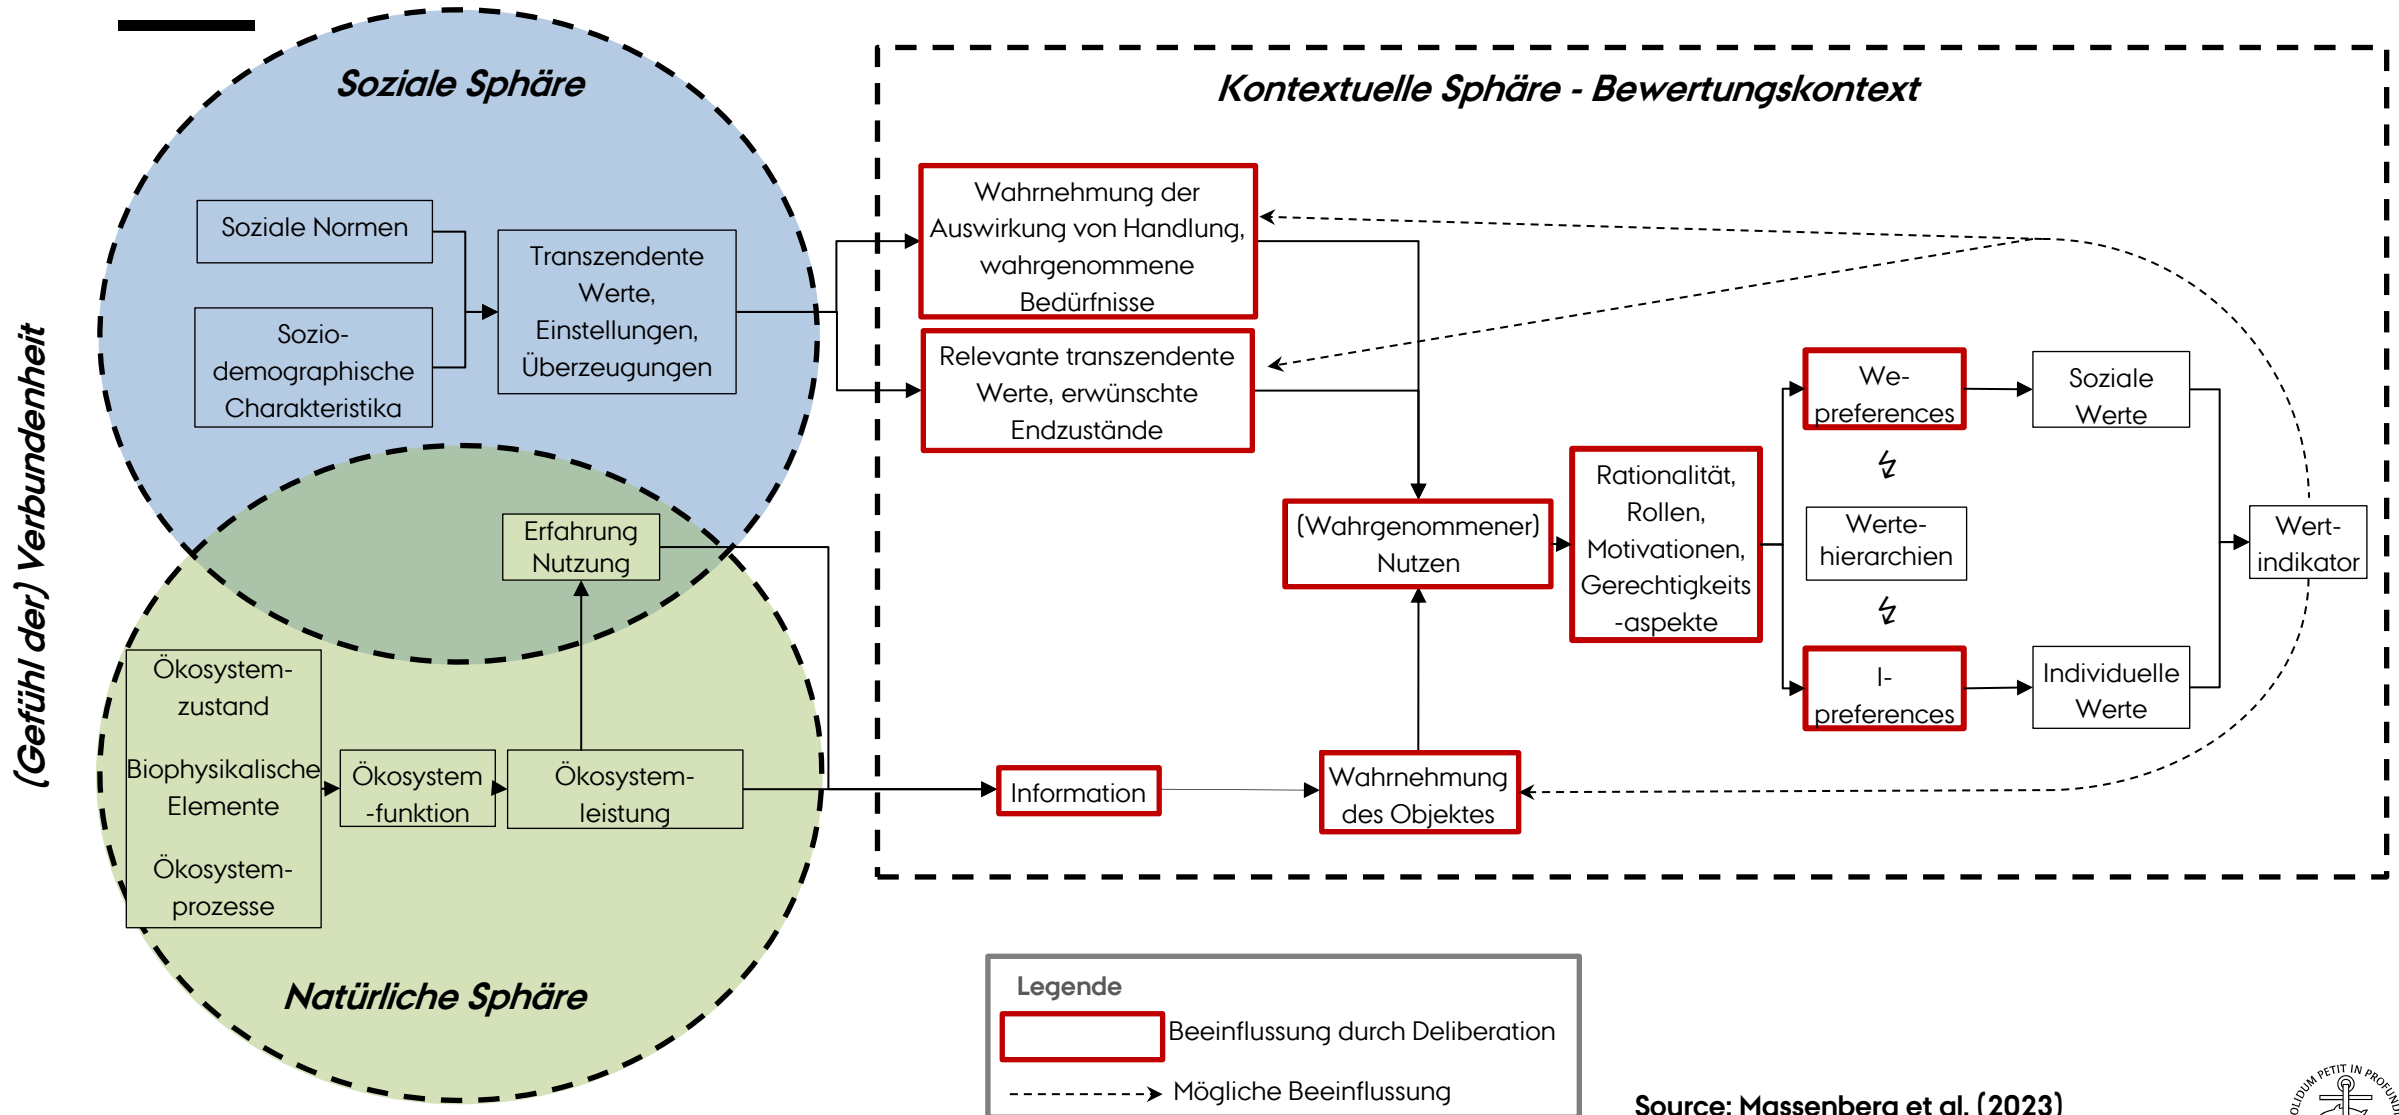 Soziale Sphäre
Kontextuelle Sphäre - Bewertungskontext
(Gefühl der) Verbundenheit
Soziale Normen
Sozio-
demographische
Charakteristika
Transzendente
Werte,
Einstellungen,
Überzeugungen
Wahrnehmung der
Auswirkung von Handlung,
wahrgenommene
Bedürfnisse
Relevante transzendente
Werte, erwünschte
Endzustände
Erfahrung
Nutzung
(Wahrgenommener)
Nutzen
Rationalität,
Rollen,
Motivationen,
Gerechtigkeits
-aspekte
We-
preferences
Werte-
hierarchien
I-
preferences
Soziale
Werte
Individuelle
Werte
Wert-
indikator
Ökosystem-
zustand
Biophysikalische
Elemente
Ökosystem-
prozesse
Ökosystem
-funktion
Ökosystem-
leistung
Information
Wahrnehmung
des Objektes
Natürliche Sphäre
Legende
Beeinflussung durch Deliberation
Mögliche Beeinflussung
Source: Massenberg et al. (2023)
PETIT IN